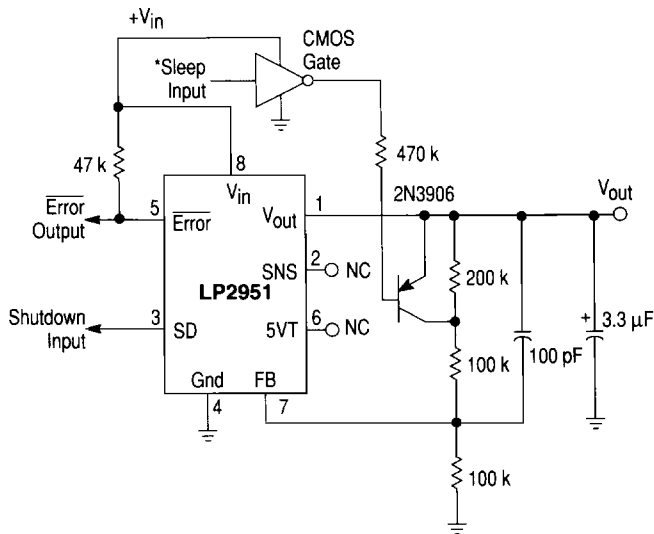 +Vin
CMOS
Gate
*Sleep
Input
47 k
8
470 k
Vin
2N3906
Vout
Error
Output
5
Error
Vout
1
SNS
2
NC
200 k
LP2951
Shutdown
Input
3
SD
5VT
6
NC
+
3.3 µF
100 k
100 pF
Gnd
FB
4
7
100 k